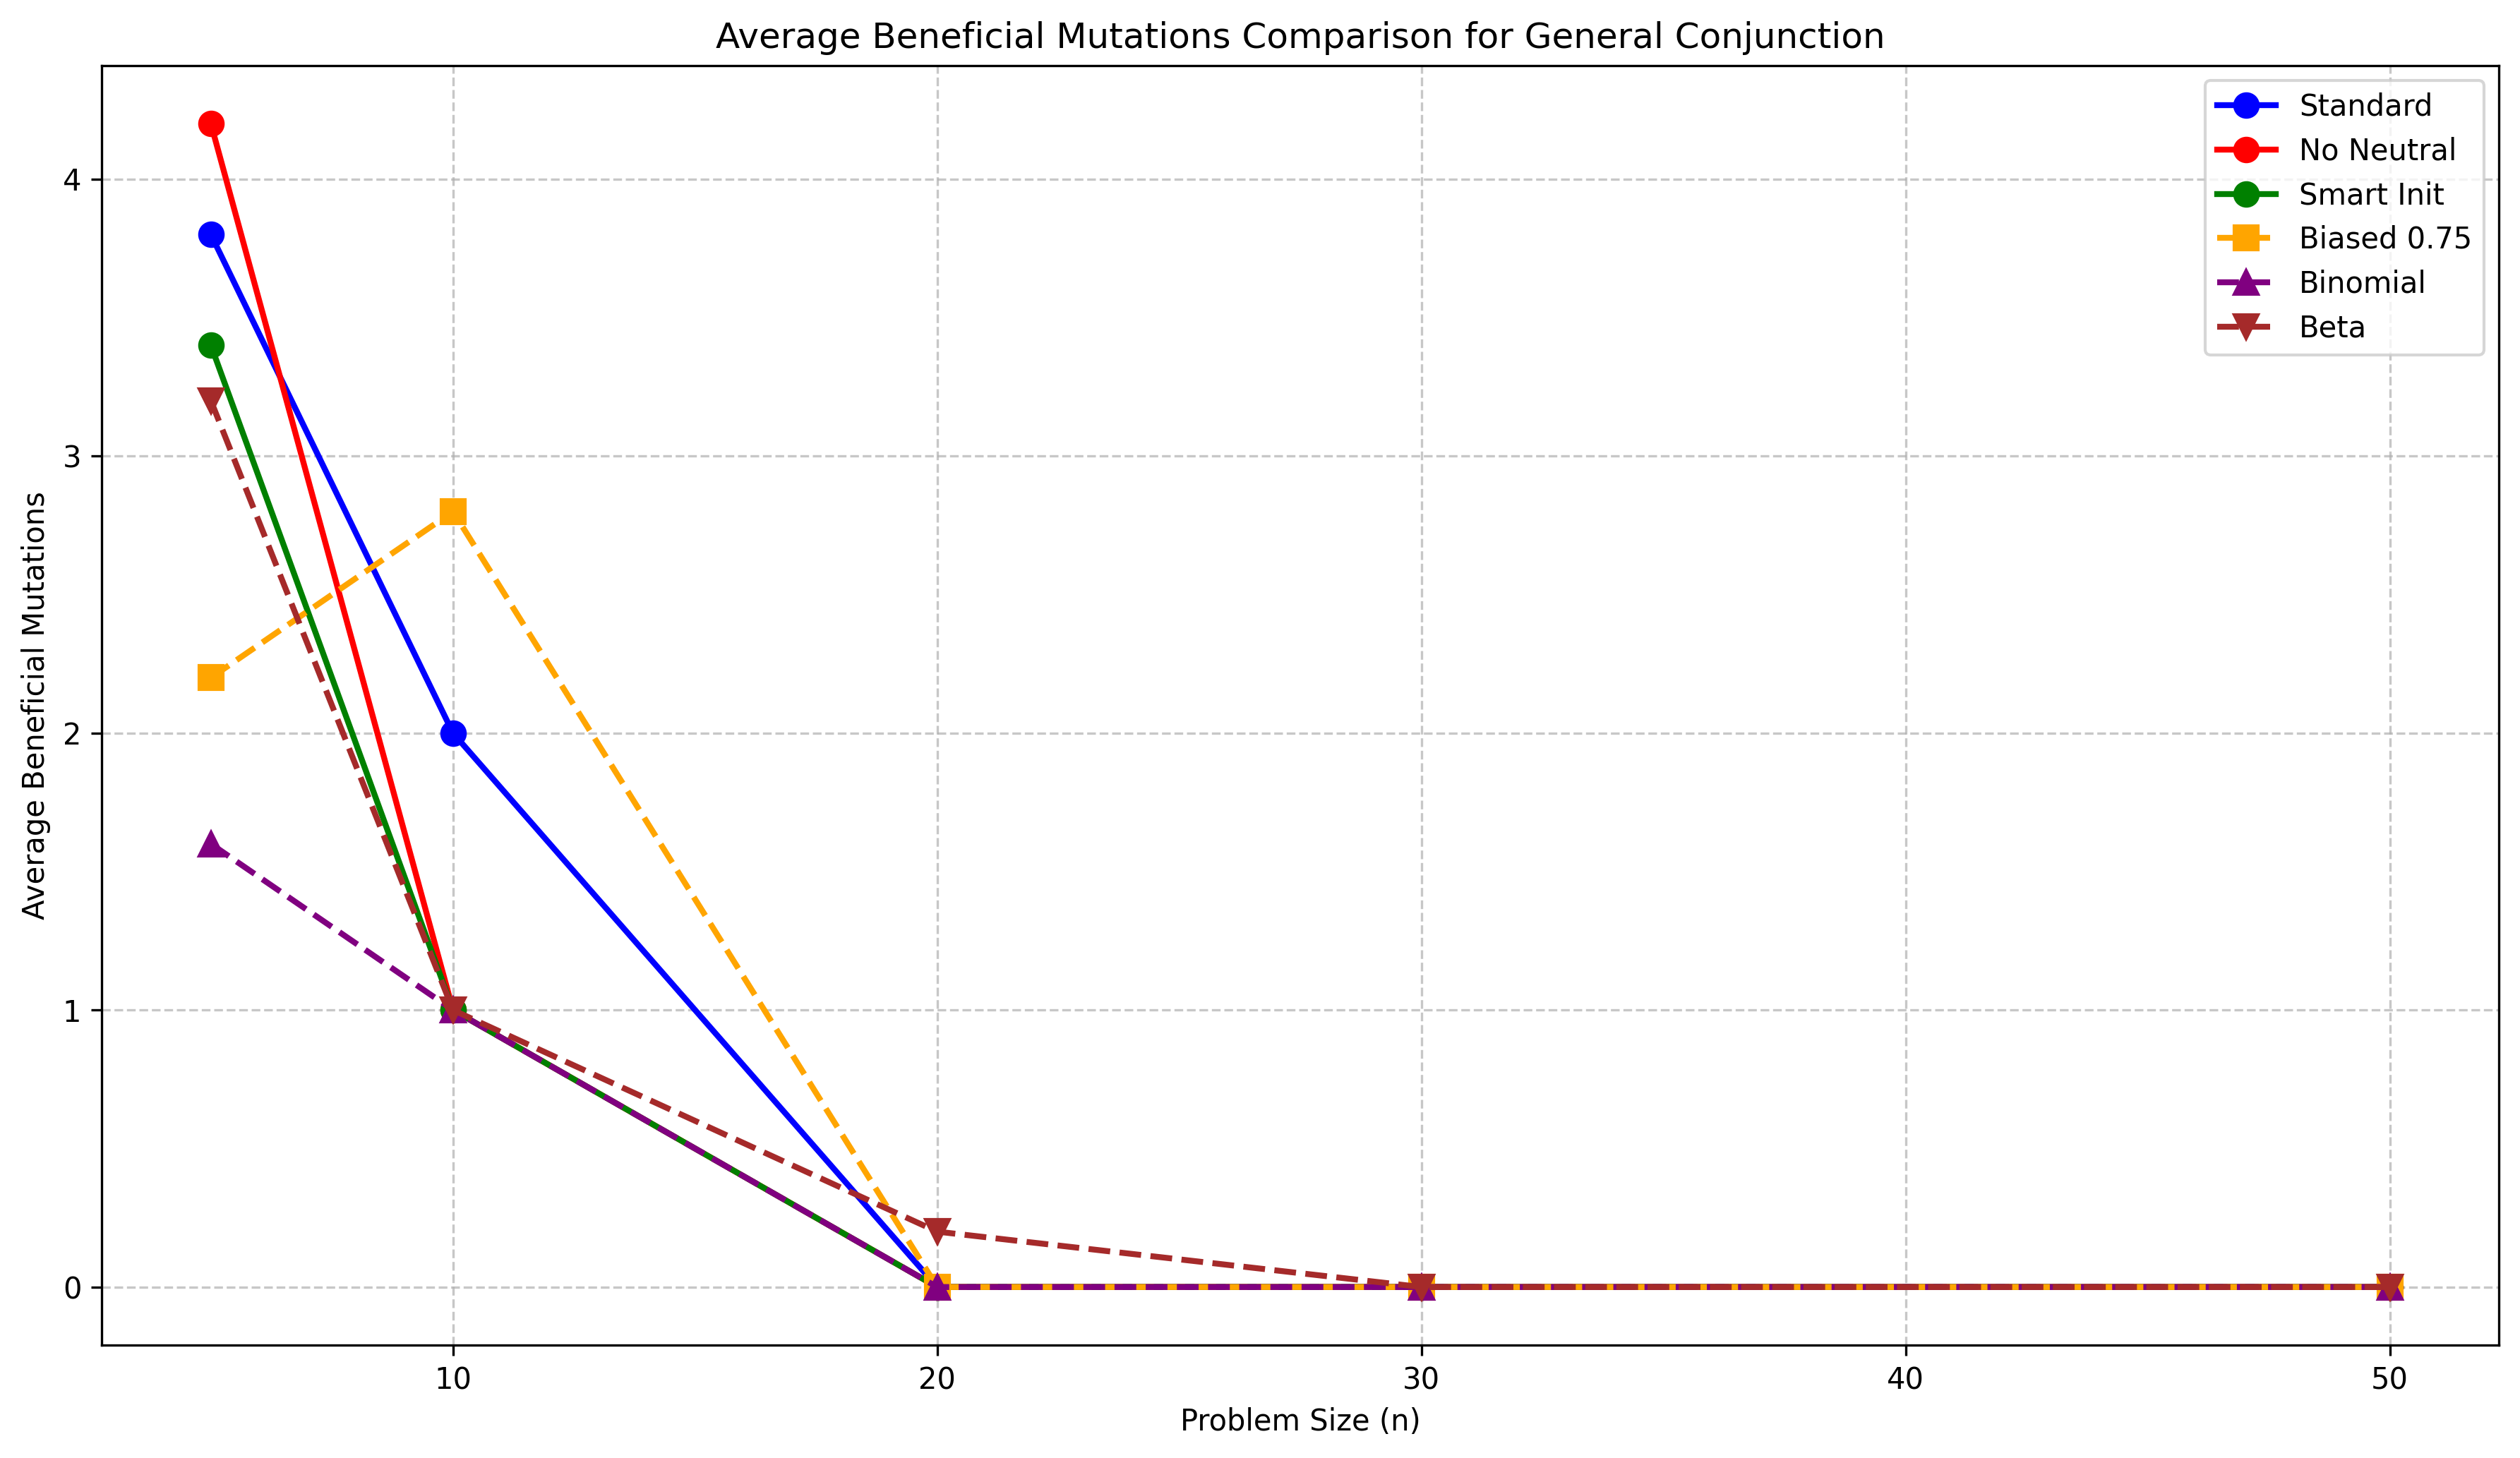 Average Beneficial Mutations Comparison for General Conjunction
Standard
No Neutral
Smart Init
Biased 0.75
Binomial
Beta
4
3
2
1
0
Average Beneficial Mutations
10 20 30 40 50
Problem Size (n)